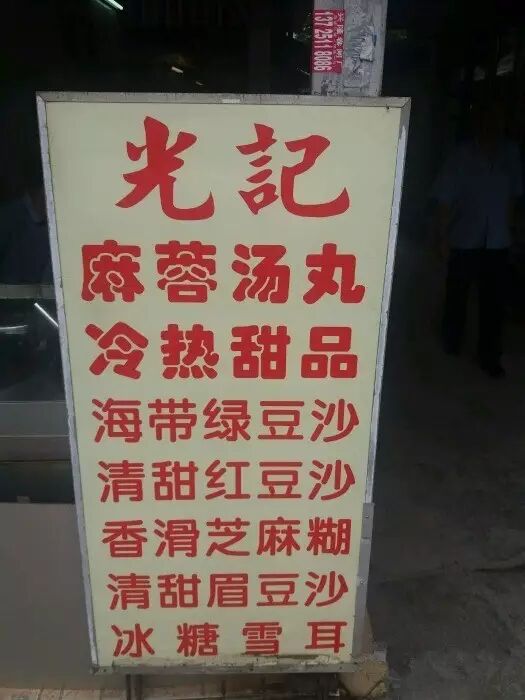 光記
麻蓉汤丸
冷热甜品
海带绿豆沙
清甜红豆沙
香滑芝麻糊
清甜眉豆沙
冰糖雪耳
13725118086